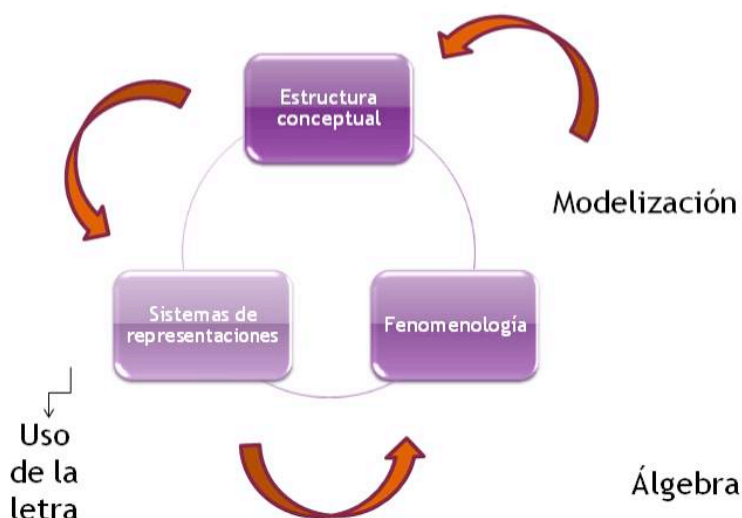 Estructura
conceptual
Modelización
Sistemas de
representaciones
Fenomenología
Uso
de la
letra
Álgebra